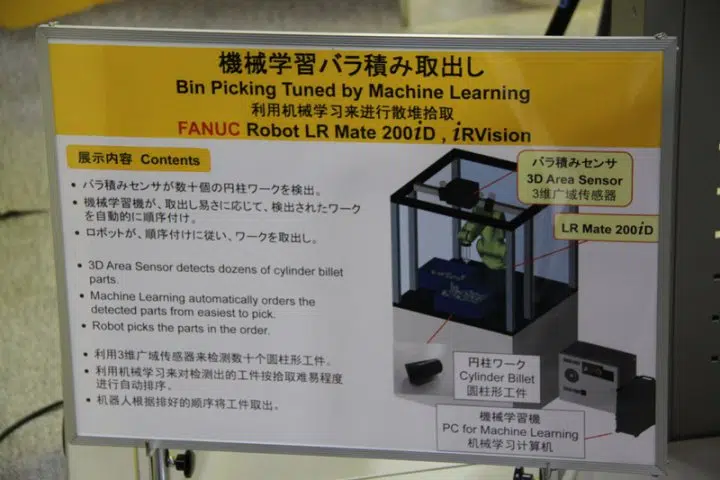 機械学習バラ積み取出し
Bin Picking Tuned by Machine Learning
利用机械学习来进行散堆拾取
FANUC Robot LR Mate 200iD , iRVision
展示内容 Contents
• バラ積みセンサが数十個の円柱ワークを検出。
• 機械学習機が、取出し易さに応じて、検出されたワーク
を自動的に順序付け。
• ロボットが、順序付けに従い、ワークを取出し。
• 3D Area Sensor detects dozens of cylinder billet
parts.
• Machine Learning automatically orders the
detected parts from easiest to pick.
• Robot picks the parts in the order.
• 利用3维广域传感器来检测数十个圆柱形工件。
• 利用机械学习来对检测出的工件按拾取难易程度
进行自动排序。
• 机器人根据排好的顺序将工件取出。
バラ積みセンサ
3D Area Sensor
3维广域传感器
LR Mate 200iD
円柱ワーク
Cylinder Billet
圆柱形工件
機械学習機
PC for Machine Learning
机械学习计算机